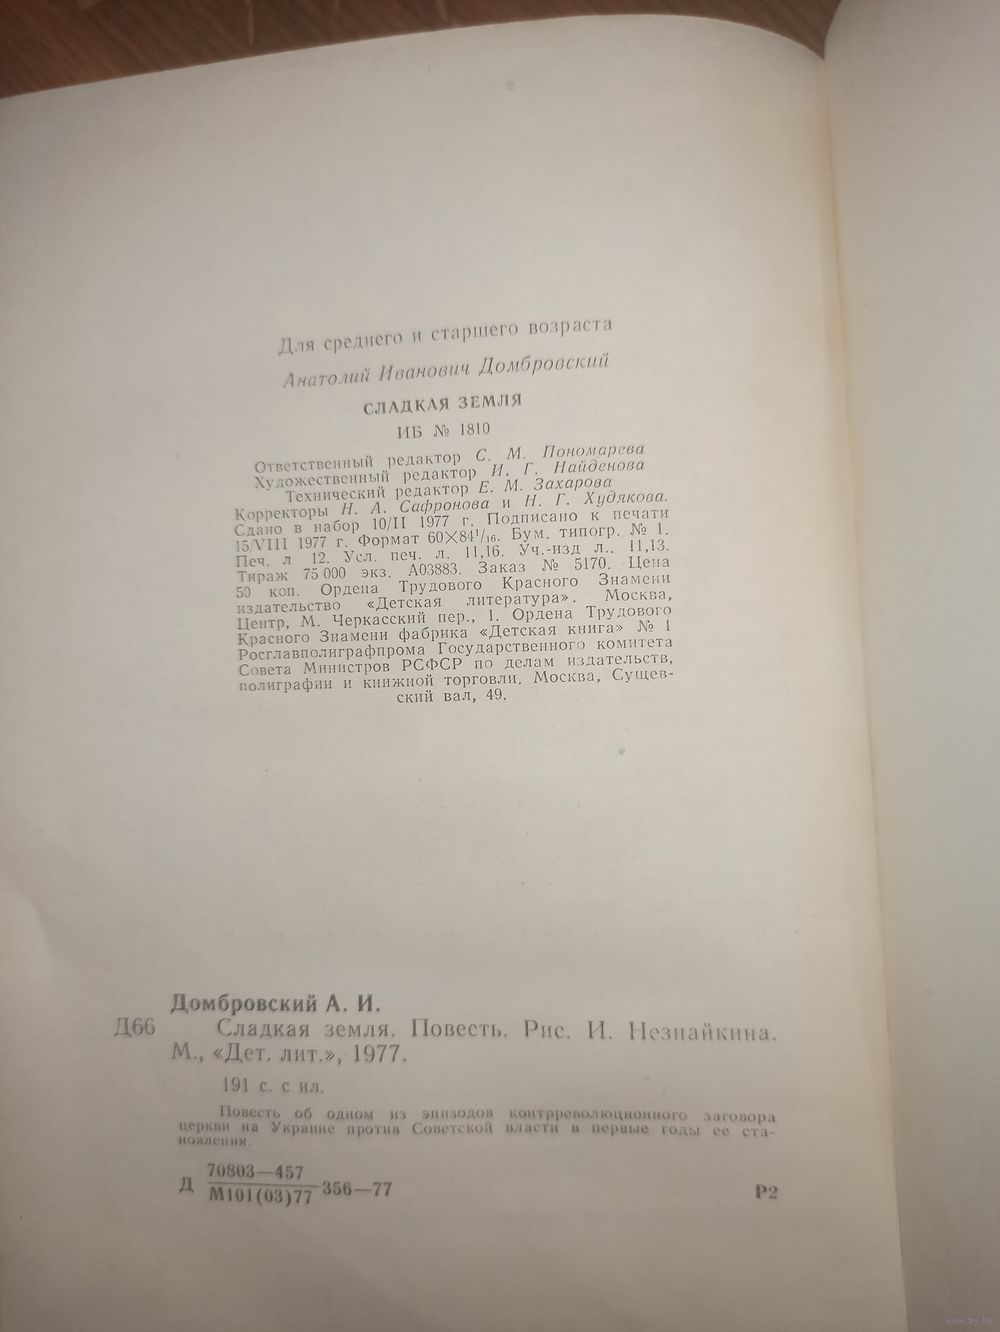 Для среднего и старшего возраста
Анатолий Иванович Домбровский
СЛАДКАЯ ЗЕМЛЯ
ИБ № 1810
Ответственный редактор С. М. Пономарева
Художественный редактор И. Г. Найденова
Технический редактор Е. М. Захарова
Корректоры Н. А. Сафронова и Н. Г. Худякова.
Сдано в набор 10/II 1977 г. Подписано к печати
15/VIII 1977 г. Формат 60×84¹/₁₆. Бум. типогр. № 1.
Печ. л 12. Усл. печ. л. 11,16. Уч.-изд л.. 11,13.
Тираж 75 000 экз. А03883. Заказ № 5170. Цена
50 коп. Ордена Трудового Красного Знамени
издательство «Детская литература». Москва,
Центр, М. Черкасский пер., 1. Ордена Трудового
Красного Знамени фабрика «Детская книга» № 1
Росглавполиграфпрома Государственного комитета
Совета Министров РСФСР по делам издательств,
полиграфии и книжной торговли. Москва, Сущев-
ский вал, 49.
Домбровский А. И.
Д66 Сладкая земля. Повесть. Рис. И. Незнайкина.
М., «Дет. лит.», 1977.
191 с. с ил.
Повесть об одном из эпизодов контрреволюционного заговора
церкви на Украине против Советской власти в первые годы ее ста-
новления.
70803—457
Д 356—77
М101(03)77
Р2
www.ay.by